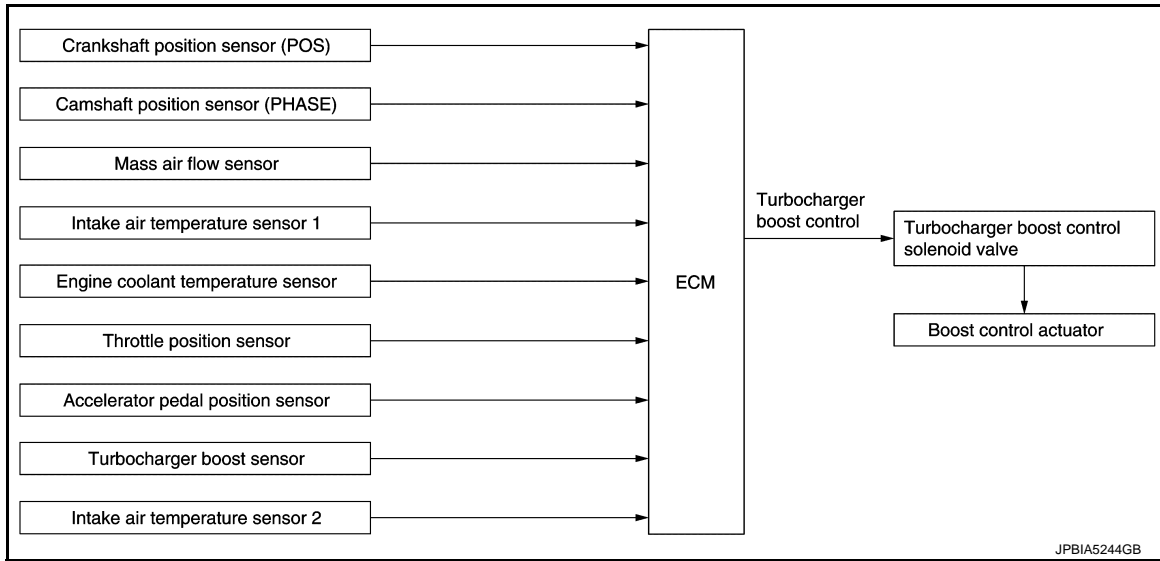 Crankshaft position sensor (POS)
Camshaft position sensor (PHASE)
Mass air flow sensor
Intake air temperature sensor 1
Engine coolant temperature sensor
Throttle position sensor
Accelerator pedal position sensor
Turbocharger boost sensor
Intake air temperature sensor 2
ECM
Turbocharger
boost control
Turbocharger boost control
solenoid valve
Boost control actuator
JPBIA5244GB